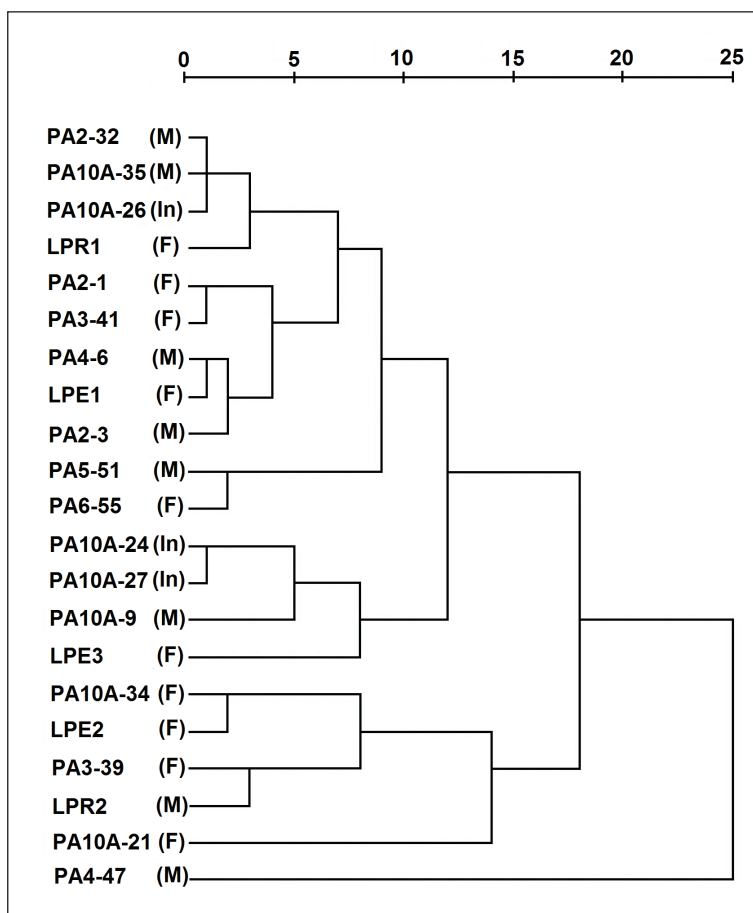 0 5 10 15 20 25
PA2-32 (M)
PA10A-35 (M)
PA10A-26 (In)
LPR1 (F)
PA2-1 (F)
PA3-41 (F)
PA4-6 (M)
LPE1 (F)
PA2-3 (M)
PA5-51 (M)
PA6-55 (F)
PA10A-24 (In)
PA10A-27 (In)
PA10A-9 (M)
LPE3 (F)
PA10A-34 (F)
LPE2 (F)
PA3-39 (F)
LPR2 (M)
PA10A-21 (F)
PA4-47 (M)